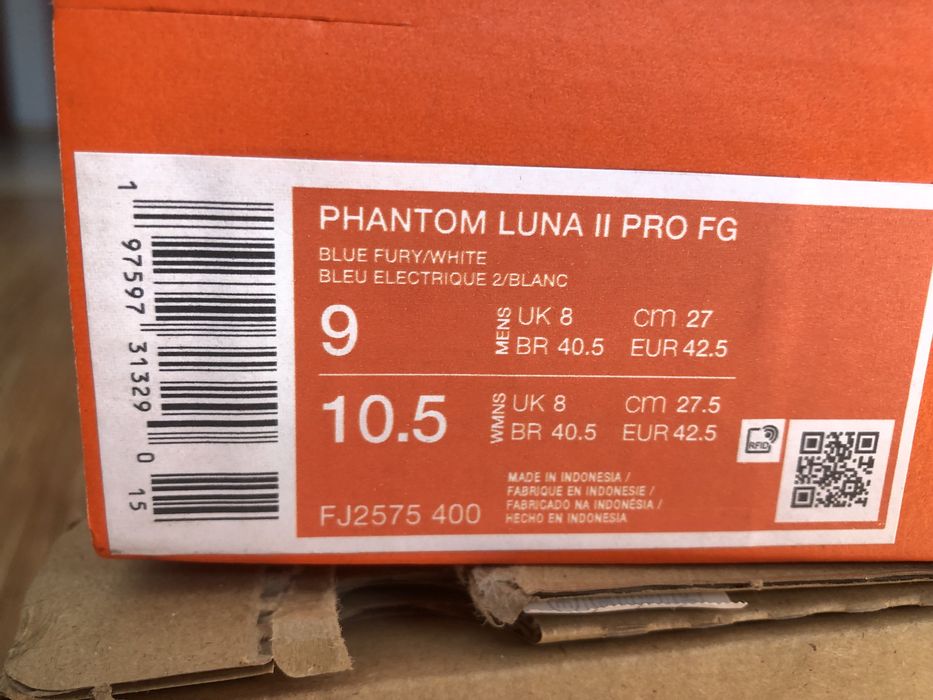 PHANTOM LUNA II PRO FG
BLUE FURY/WHITE
BLEU ELECTRIQUE 2/BLANC
9 MENS UK 8 cm 27
BR 40.5 EUR 42.5
10.5 WMNS UK 8 cm 27.5
BR 40.5 EUR 42.5
RFID
MADE IN INDONESIA /
FABRIQUE EN INDONESIE /
FABRICADO NA INDONÉSIA /
HECHO EN INDONESIA
FJ2575 400
1 97597 31329 0 15